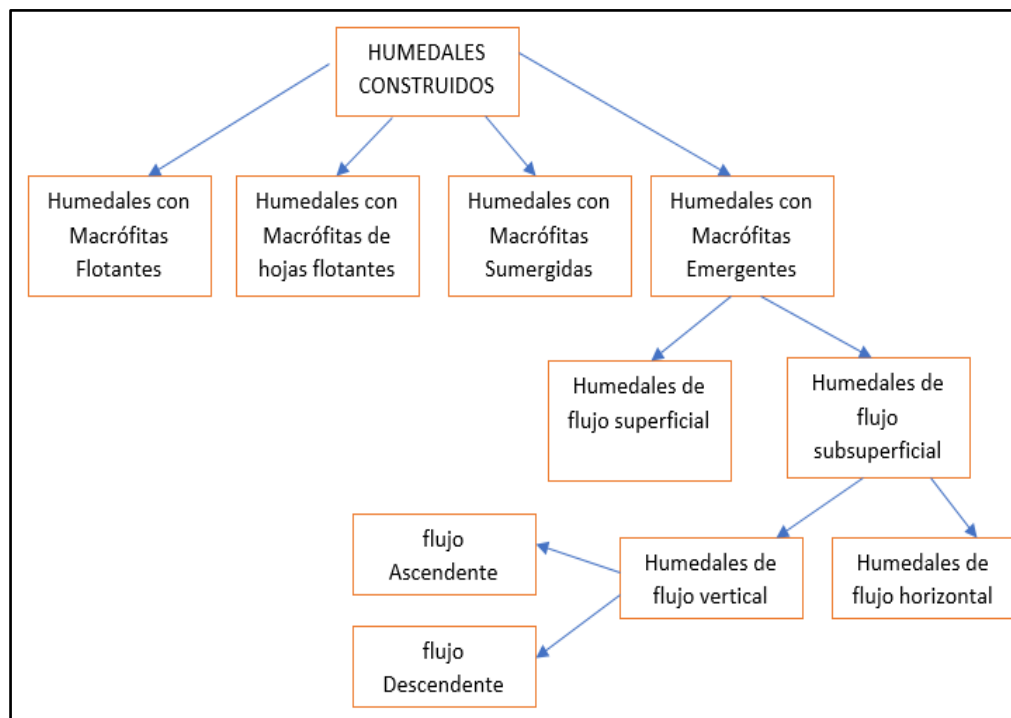 HUMEDALES
CONSTRUIDOS
Humedales con
Macrófitas
Flotantes
Humedales con
Macrófitas de
hojas flotantes
Humedales con
Macrófitas
Sumergidas
Humedales con
Macrófitas
Emergentes
Humedales de
flujo superficial
Humedales de
flujo
subsuperficial
flujo
Ascendente
Humedales de
flujo vertical
Humedales de
flujo horizontal
flujo
Descendente